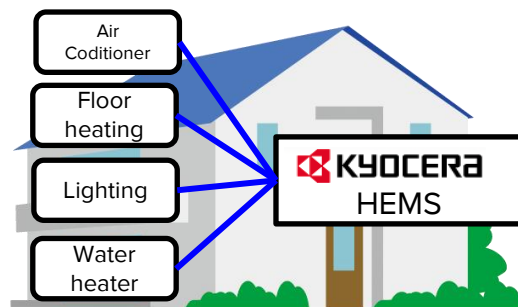 Air
Coditioner
Floor
heating
Lighting
Water
heater
KYOCERA
HEMS